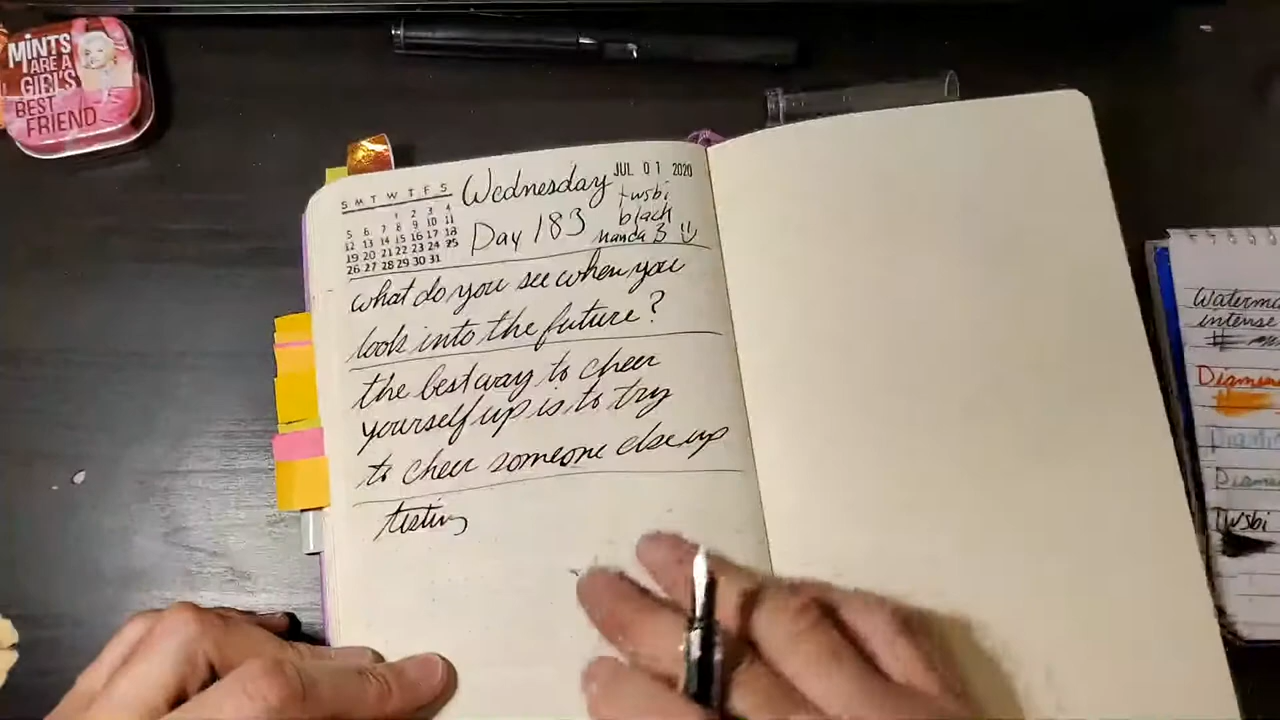 MiNTS
ARE A
GIRL'S
BEST
FRIEND
S M T W T F S
1 2 3 4
5 6 7 8 9 10 11
12 13 14 15 16 17 18
19 20 21 22 23 24 25
26 27 28 29 30 31
Wednesday
Day 183
JUL 01 2020
twsbi
black
what do you see when you
look into the future?
the best way to cheer
yourself up is to try
to cheer someone else up
testing
Waterma
intense
Diamin
Twsbi